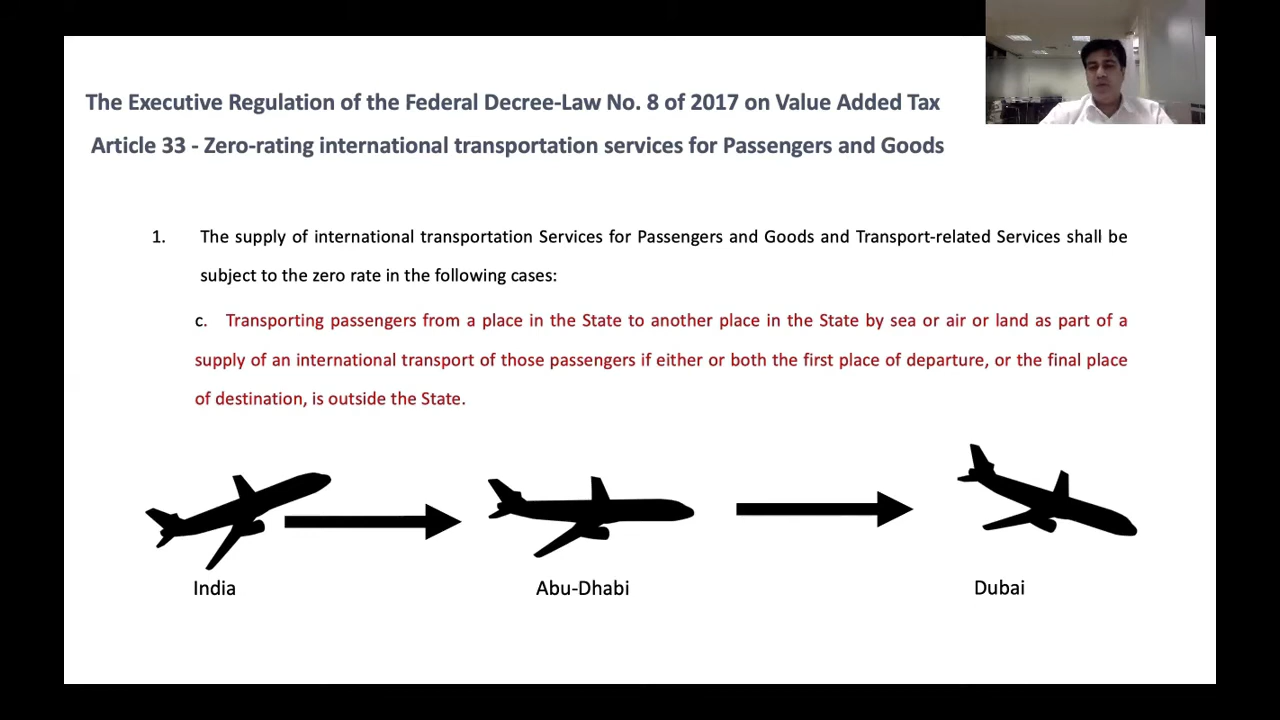 The Executive Regulation of the Federal Decree-Law No. 8 of 2017 on Value Added Tax
Article 33 - Zero-rating international transportation services for Passengers and Goods
1. The supply of international transportation Services for Passengers and Goods and Transport-related Services shall be
subject to the zero rate in the following cases:
c. Transporting passengers from a place in the State to another place in the State by sea or air or land as part of a
supply of an international transport of those passengers if either or both the first place of departure, or the final place
of destination, is outside the State.
India
Abu-Dhabi
Dubai